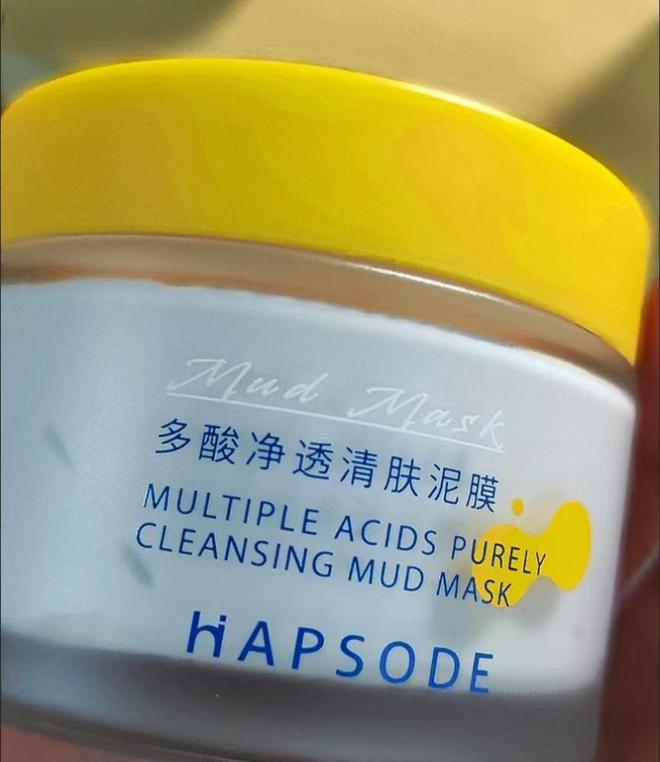 Mud Mask
多酸净透清肤泥膜
MULTIPLE ACIDS PURELY
CLEANSING MUD MASK
HAPSODE